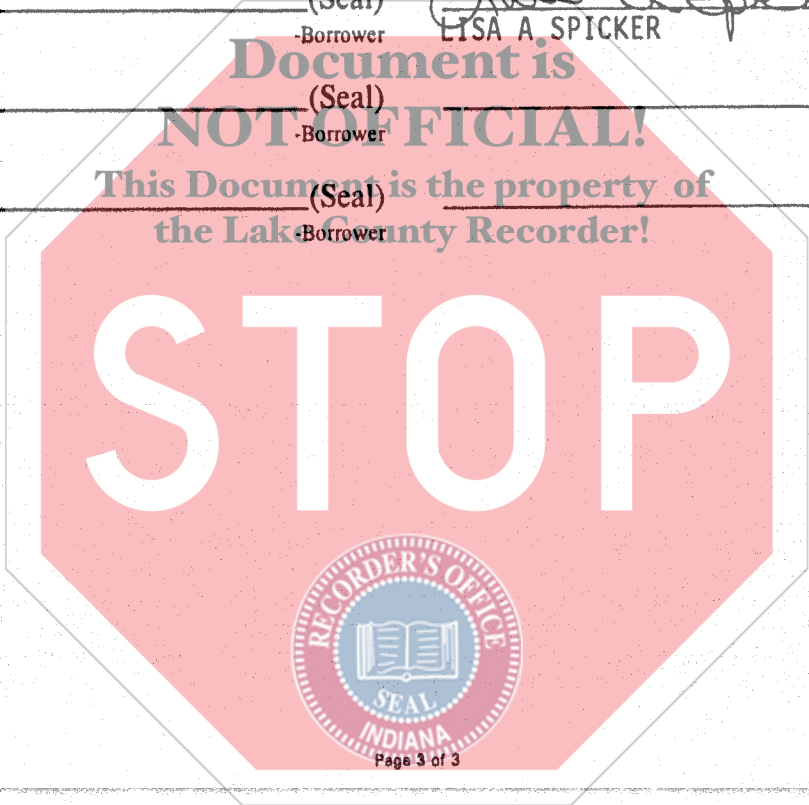 (Seal)
-Borrower LISA A SPICKER
Document is
(Seal)
NOT OFFICIAL!
-Borrower
This Document is the property of
(Seal)
the Lake County Recorder!
-Borrower
STOP
RECORDER'S OFFICE
SEAL
INDIANA
Page 3 of 3